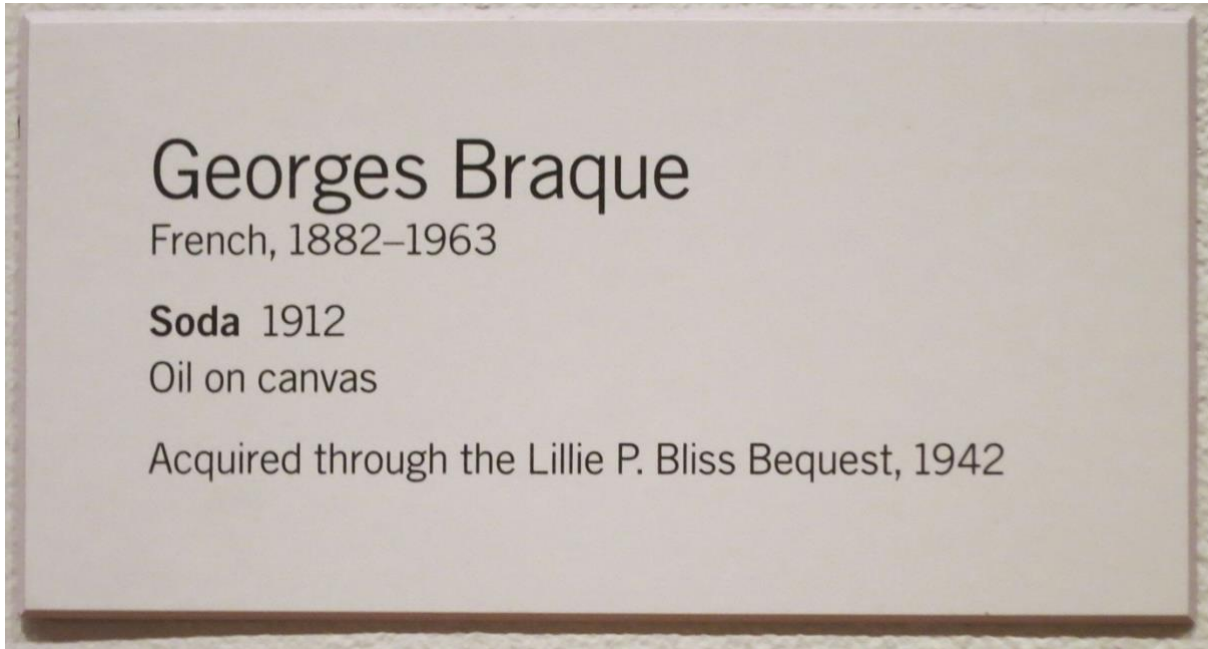 Georges Braque
French, 1882–1963
Soda 1912
Oil on canvas
Acquired through the Lillie P. Bliss Bequest, 1942